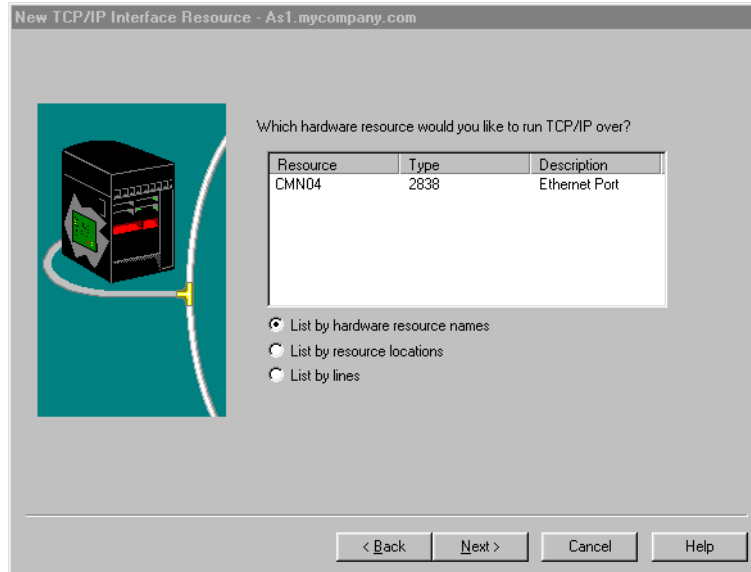 New TCP/IP Interface Resource - As1.mycompany.com
Which hardware resource would you like to run TCP/IP over?
Resource Type Description
CMN04 2838 Ethernet Port
List by hardware resource names
List by resource locations
List by lines
< Back Next > Cancel Help